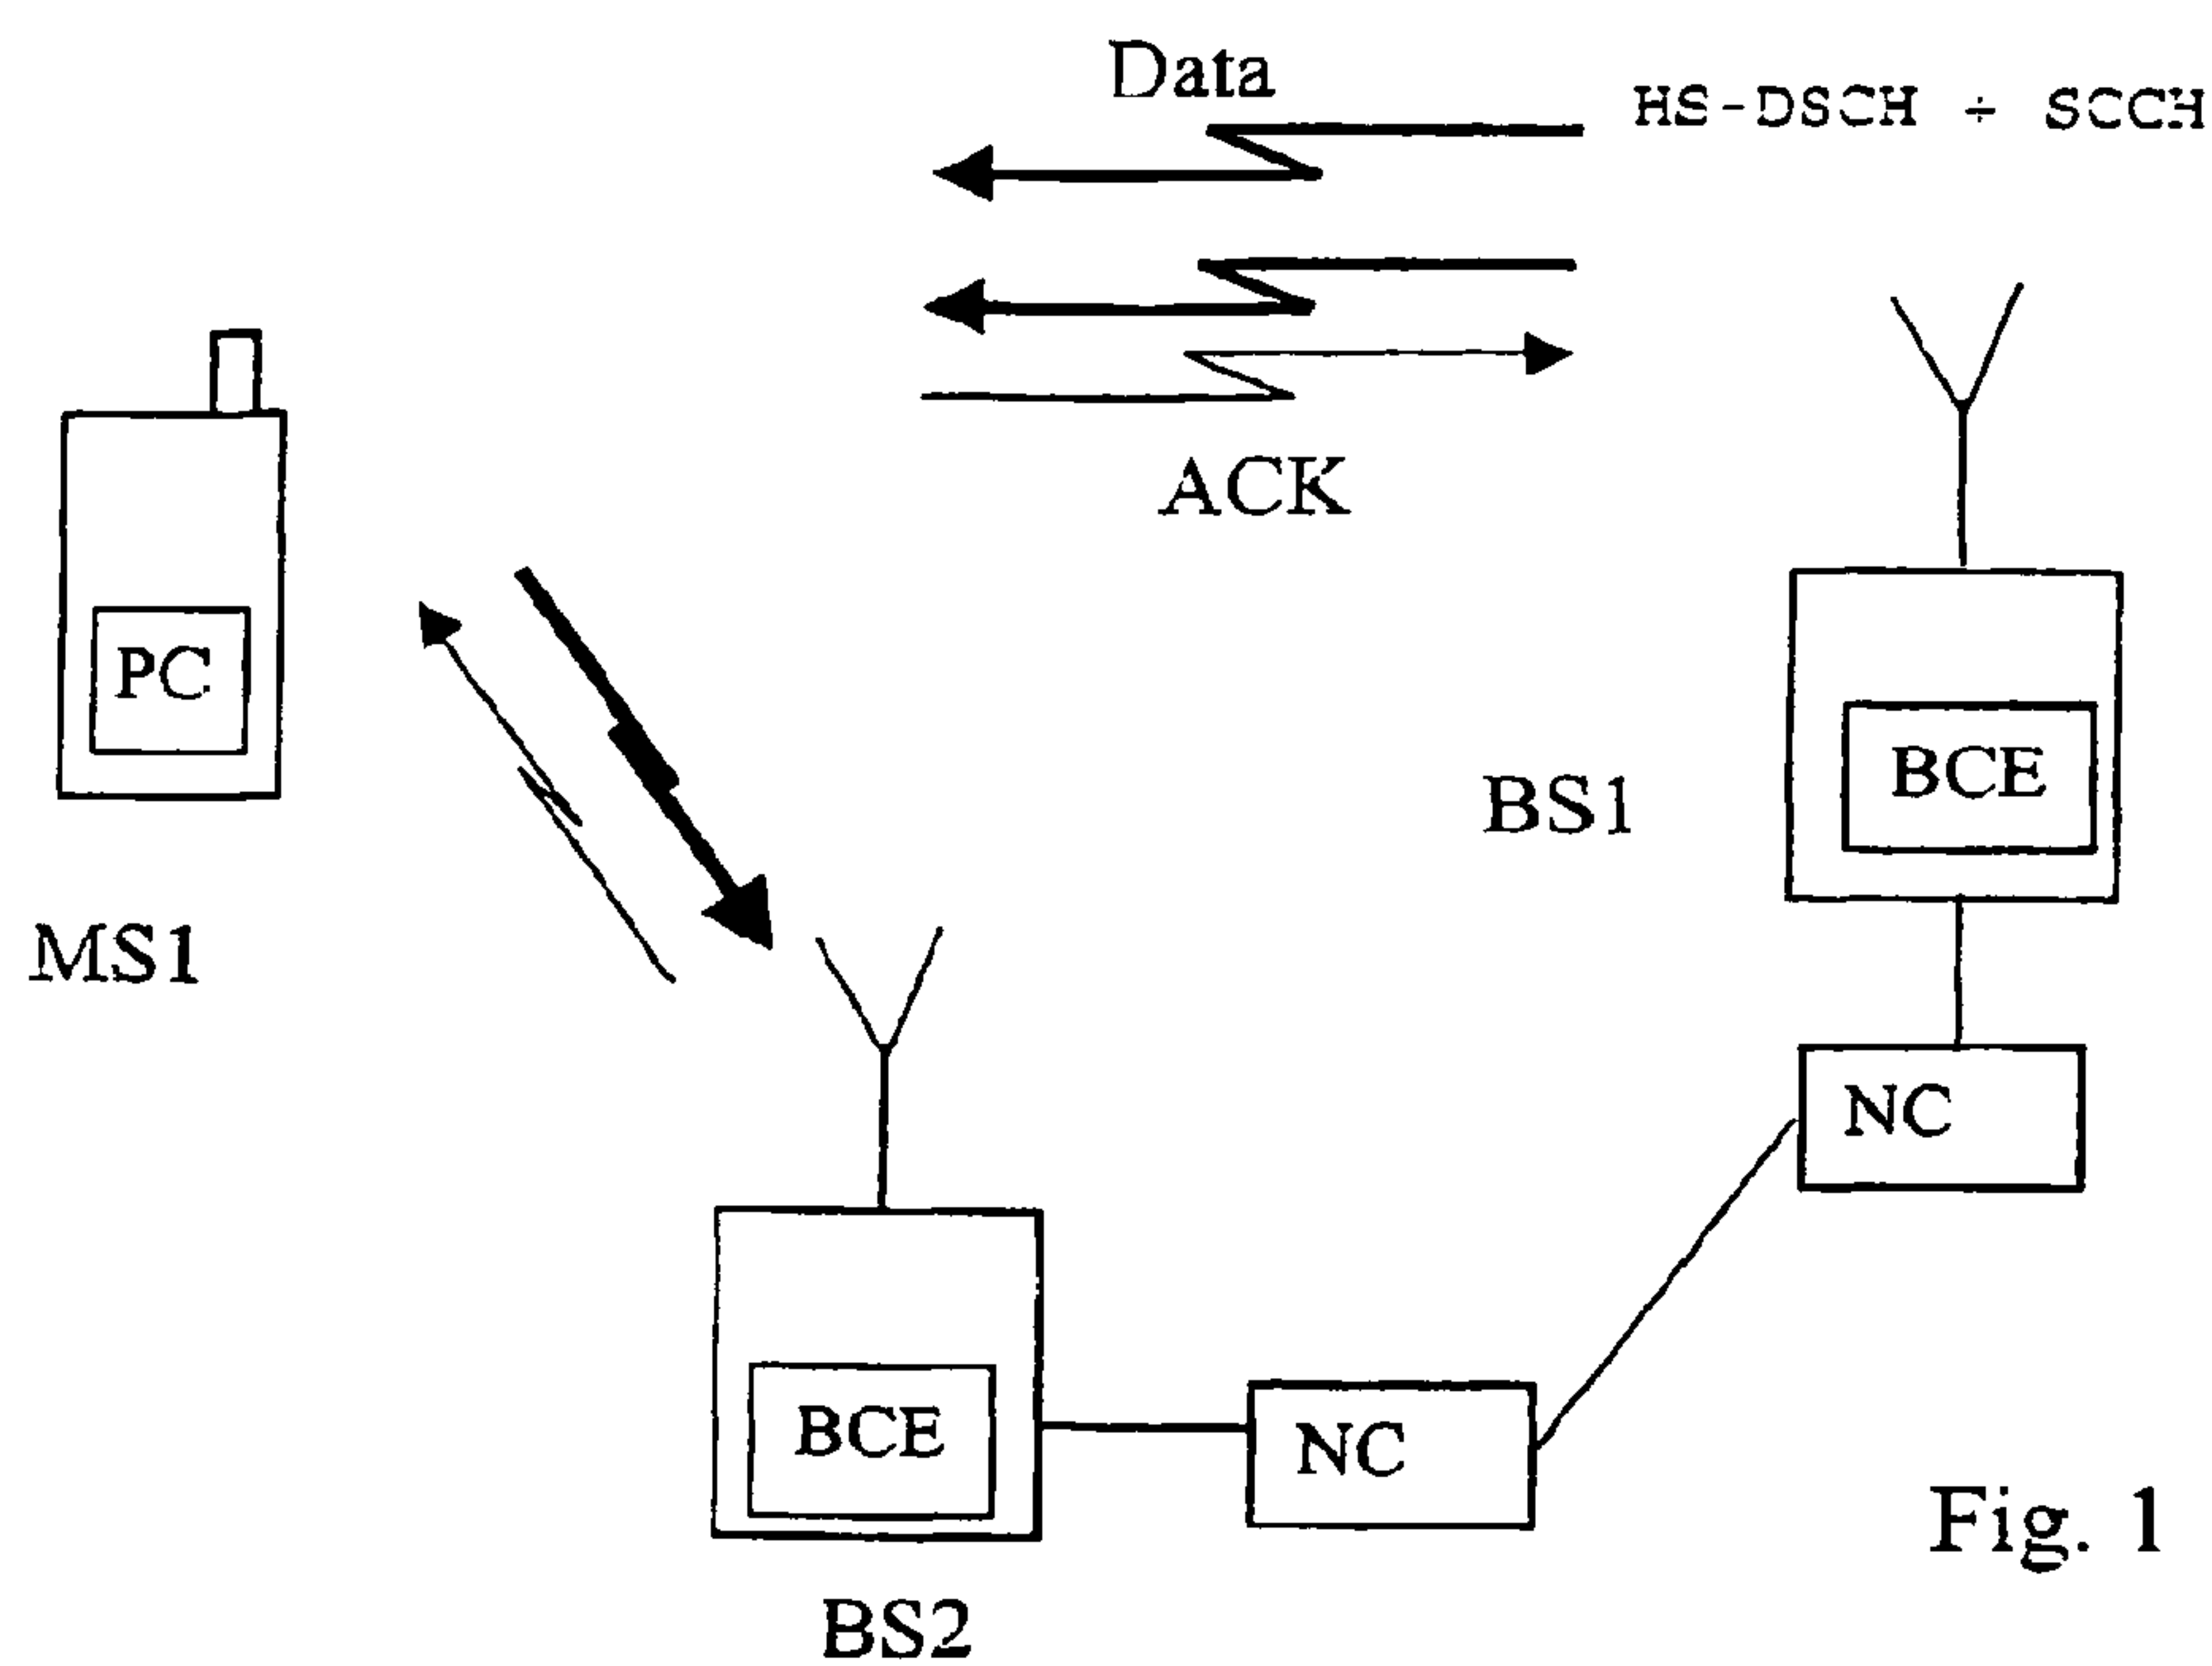 Data
HS-DSCH + SCCH
ACK
PC
BCE
BS1
MS1
NC
BCE
NC
Fig. 1
BS2